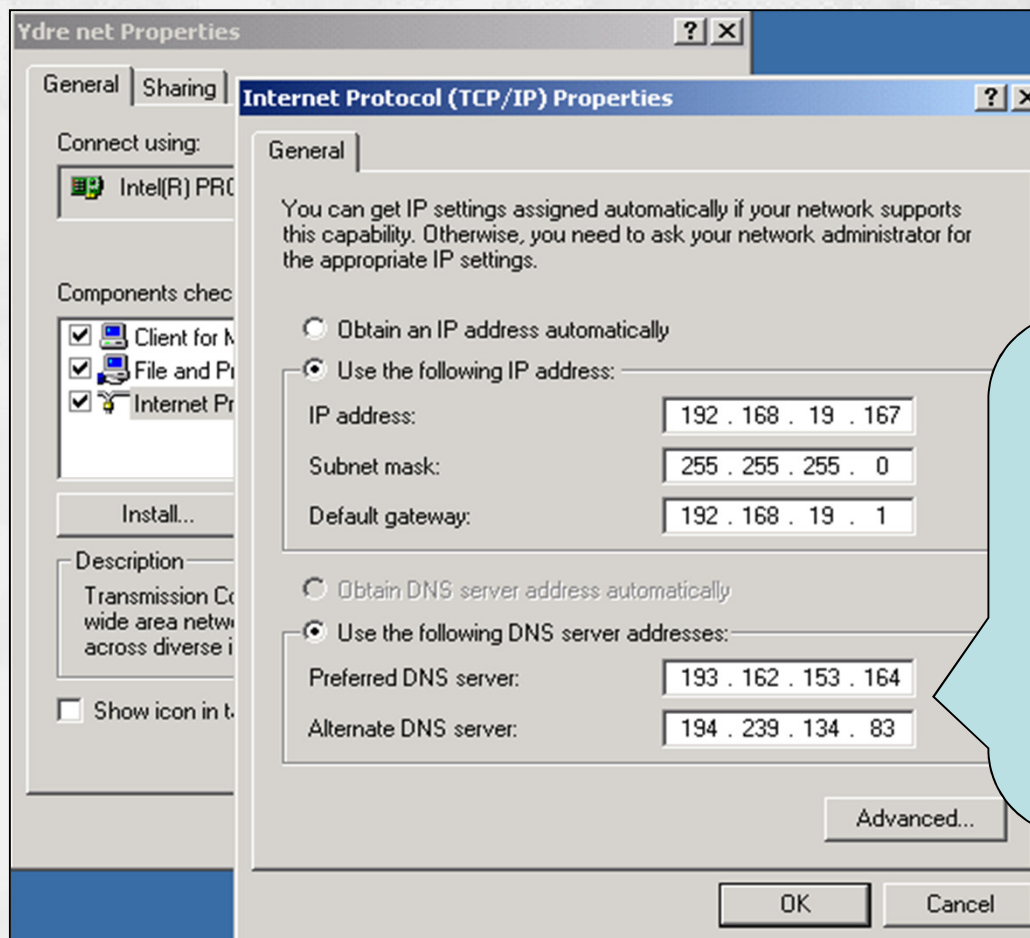 Ydre net Properties
General
Sharing
Connect using:
Intel(R)
Components
Client for
File and
Internet
Install...
Description
Transmission
wide area
across diverse
Show icon in
Internet Protocol (TCP/IP) Properties
General
You can get IP settings assigned automatically if your network supports
this capability. Otherwise, you need to ask your network administrator for
the appropriate IP settings.
Obtain an IP address automatically
Use the following IP address:
IP address: 192 . 168 . 19 . 167
Subnet mask: 255 . 255 . 255 . 0
Default gateway: 192 . 168 . 19 . 1
Obtain DNS server address automatically
Use the following DNS server addresses:
Preferred DNS server: 193 . 162 . 153 . 164
Alternate DNS server: 194 . 239 . 134 . 83
Advanced...
OK
Cancel